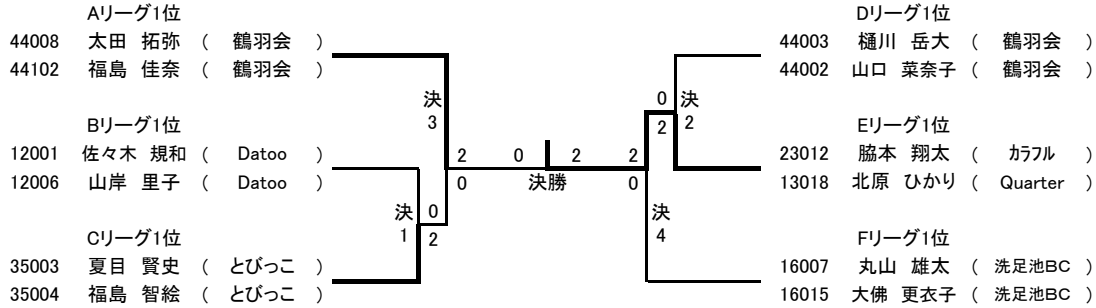 Aリーグ1位
44008 太田 拓弥 ( 鶴羽会 )
44102 福島 佳奈 ( 鶴羽会 )
Bリーグ1位
12001 佐々木 規和 ( Datoo )
12006 山岸 里子 ( Datoo )
Cリーグ1位
35003 夏目 賢史 ( とびっこ )
35004 福島 智絵 ( とびっこ )
決
3
決
1
0
2
2 0 2 2
0 決勝 0
0
2
決
2
決
4
Dリーグ1位
44003 樋川 岳大 ( 鶴羽会 )
44002 山口 菜奈子 ( 鶴羽会 )
Eリーグ1位
23012 脇本 翔太 ( ｶﾗﾌﾙ )
13018 北原 ひかり ( Quarter )
Fリーグ1位
16007 丸山 雄太 ( 洗足池BC )
16015 大佛 更衣子 ( 洗足池BC )